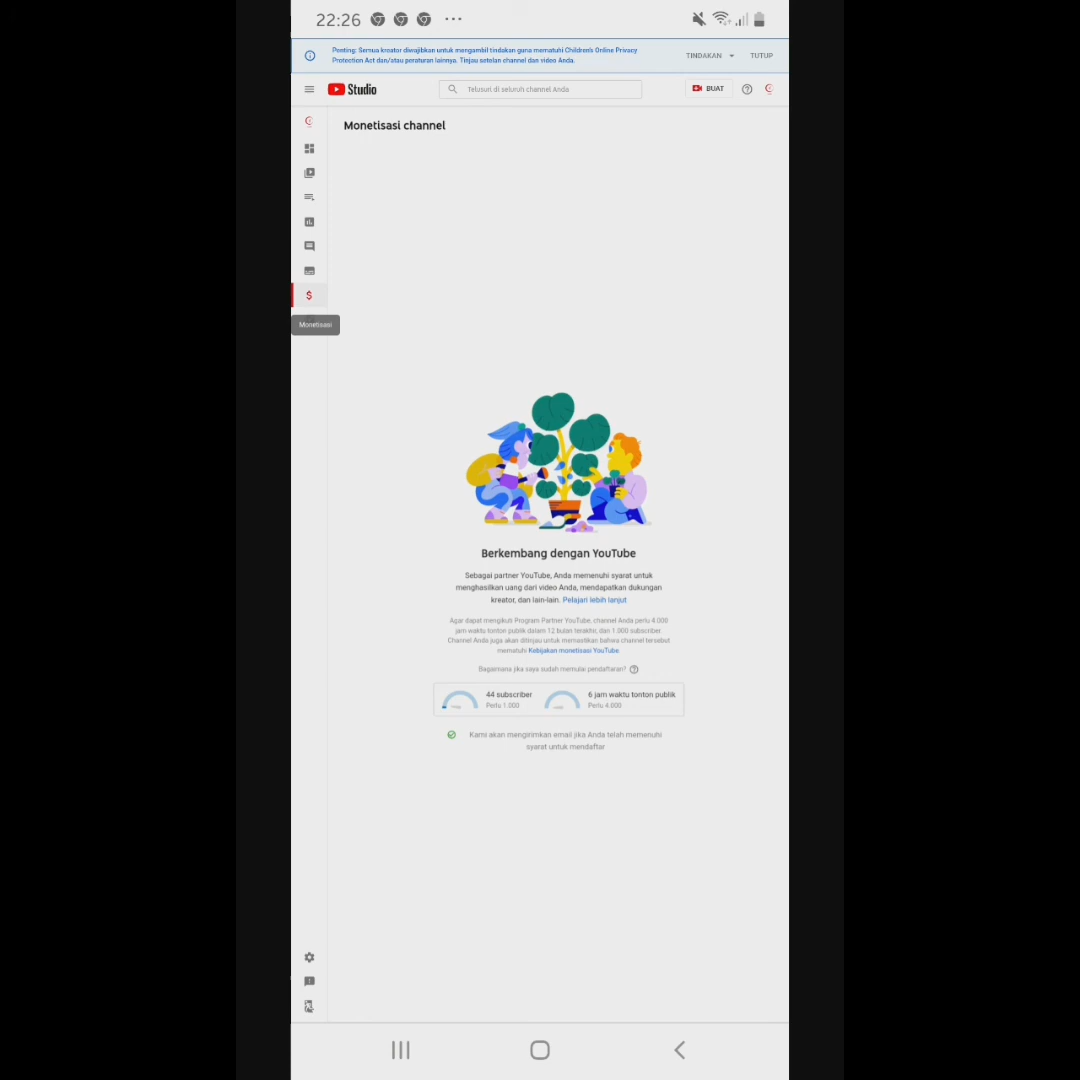 22:26
Penting: Semua kreator diwajibkan untuk mengambil tindakan guna mematuhi Children's Online Privacy
Protection Act dan/atau peraturan lainnya. Tinjau setelan channel dan video Anda.
TINDAKAN
TUTUP
Studio
Telusuri di seluruh channel Anda
BUAT
Monetisasi channel
Monetisasi
Berkembang dengan YouTube
Sebagai partner YouTube, Anda memenuhi syarat untuk
menghasilkan uang dari video Anda, mendapatkan dukungan
kreator, dan lain-lain. Pelajari lebih lanjut
Agar dapat mengikuti Program Partner YouTube, channel Anda perlu 4.000
jam waktu tonton publik dalam 12 bulan terakhir, dan 1.000 subscriber.
Channel Anda juga akan ditinjau untuk memastikan bahwa channel tersebut
mematuhi Kebijakan monetisasi YouTube.
Bagaimana jika saya sudah memulai pendaftaran?
44 subscriber
Perlu 1.000
6 jam waktu tonton publik
Perlu 4.000
Kami akan mengirimkan email jika Anda telah memenuhi
syarat untuk mendaftar